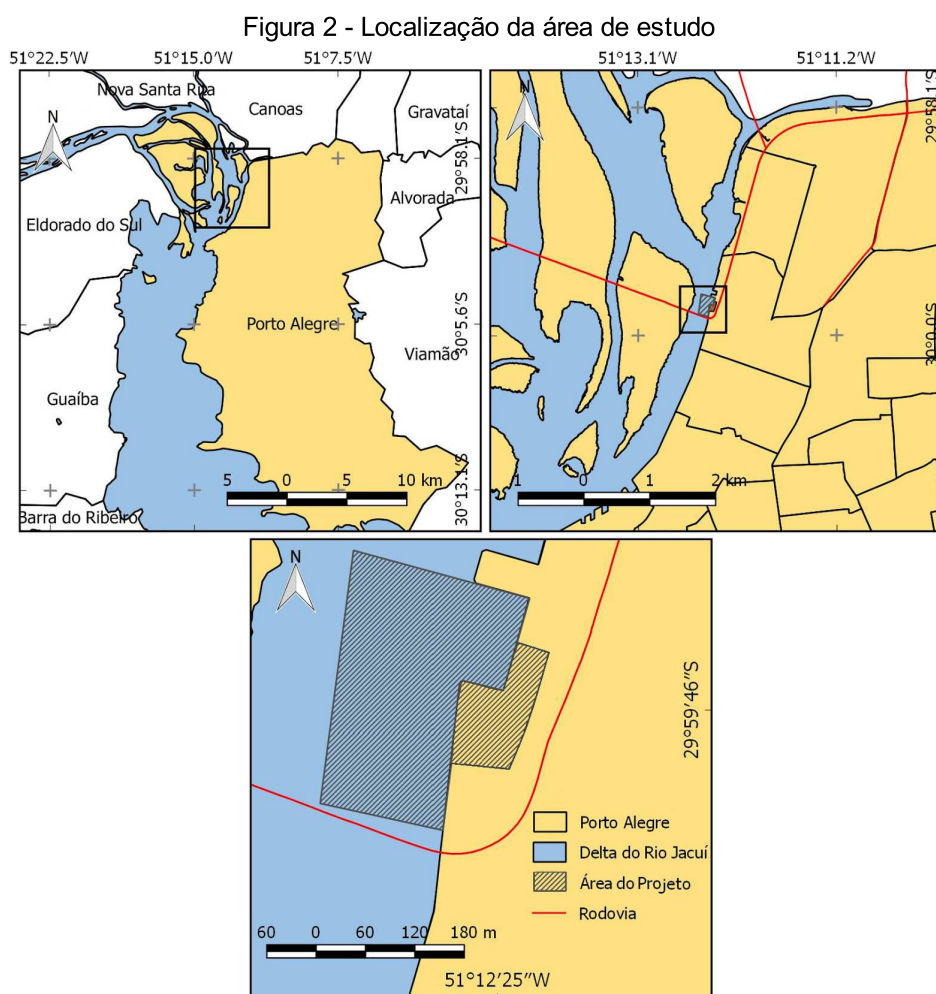 Figura 2 - Localização da área de estudo
51°22.5'W 51°15.0'W 51°7.5'W
N
Nova Santa Rita
Canoas
Gravataí
Alvorada
Eldorado do Sul
Porto Alegre
Viamão
Guaíba
Barra do Ribeiro
29°58.1'S
30°5.6'S
30°13.1'S
5 0 5 10 km
51°13.1'W 51°11.2'W
N
29°58.1'S
30°0.0'S
1 0 1 2 km
N
29°59'46"S
Porto Alegre
Delta do Rio Jacuí
Área do Projeto
Rodovia
60 0 60 120 180 m
51°12'25"W